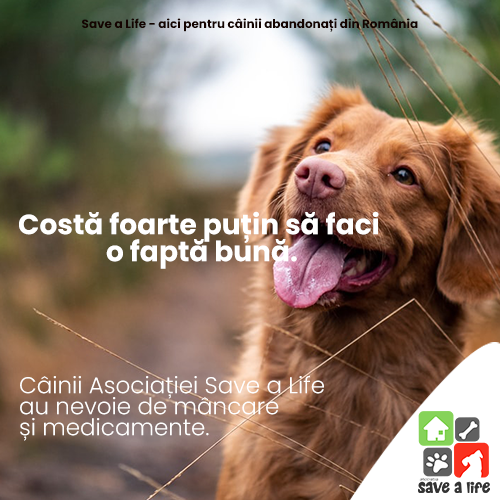 Save a Life - aici pentru câinii abandonați din România
Costă foarte puțin să faci
o faptă bună.
Câinii Asociației Save a Life
au nevoie de mâncare
și medicamente.
asociația
save a life